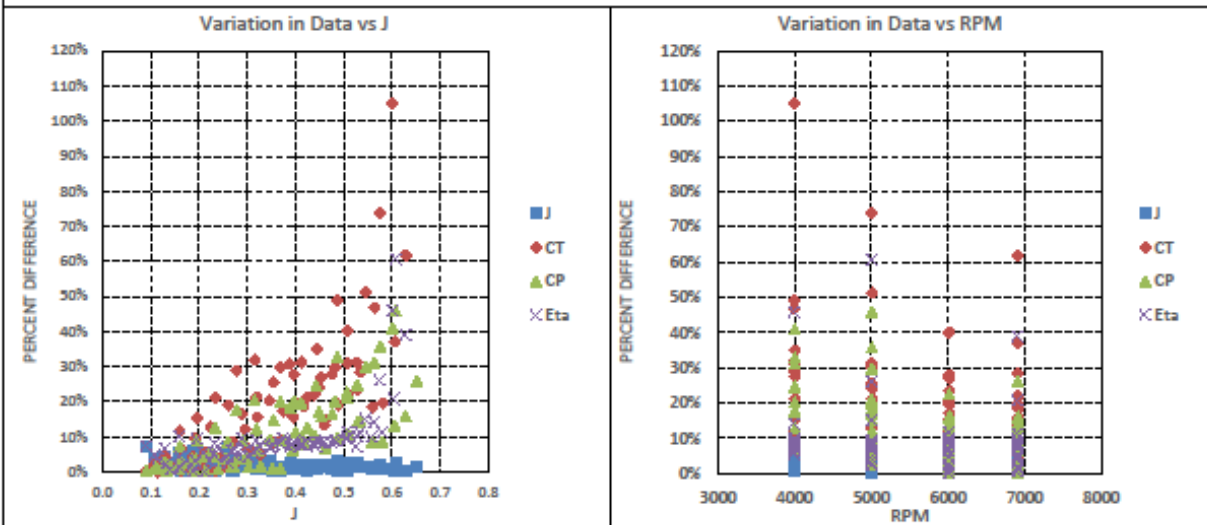 Variation in Data vs J
120%
110%
100%
90%
80%
70%
60%
50%
40%
30%
20%
10%
0%
PERCENT DIFFERENCE
0.0 0.1 0.2 0.3 0.4 0.5 0.6 0.7 0.8
J
J
CT
CP
Eta
Variation in Data vs RPM
120%
110%
100%
90%
80%
70%
60%
50%
40%
30%
20%
10%
0%
PERCENT DIFFERENCE
3000 4000 5000 6000 7000 8000
RPM
J
CT
CP
Eta